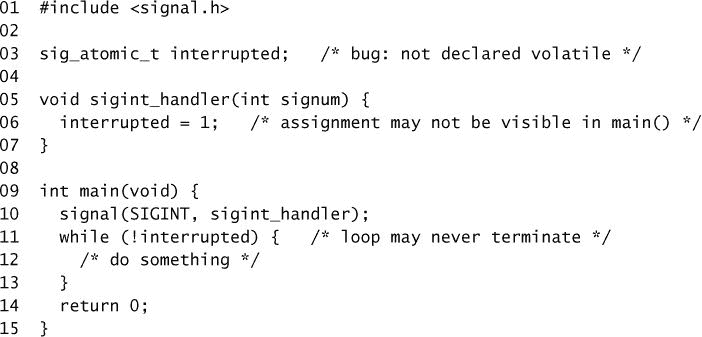 01 #include <signal.h>
02
03 sig_atomic_t interrupted; /* bug: not declared volatile */
04
05 void sigint_handler(int signum) {
06 interrupted = 1; /* assignment may not be visible in main() */
07 }
08
09 int main(void) {
10 signal(SIGINT, sigint_handler);
11 while (!interrupted) { /* loop may never terminate */
12 /* do something */
13 }
14 return 0;
15 }